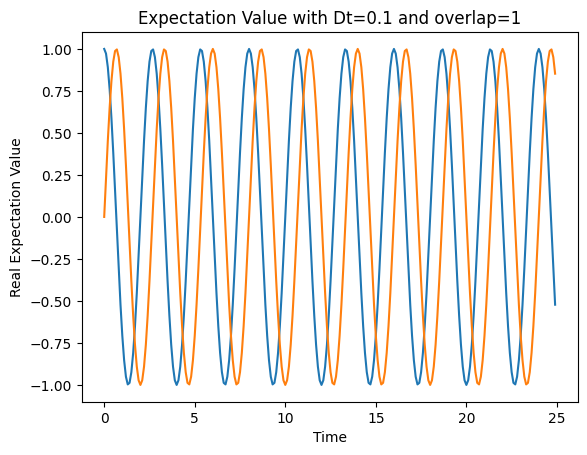 Expectation Value with Dt=0.1 and overlap=1
Real Expectation Value
1.00
0.75
0.50
0.25
0.00
−0.25
−0.50
−0.75
−1.00
0 5 10 15 20 25
Time